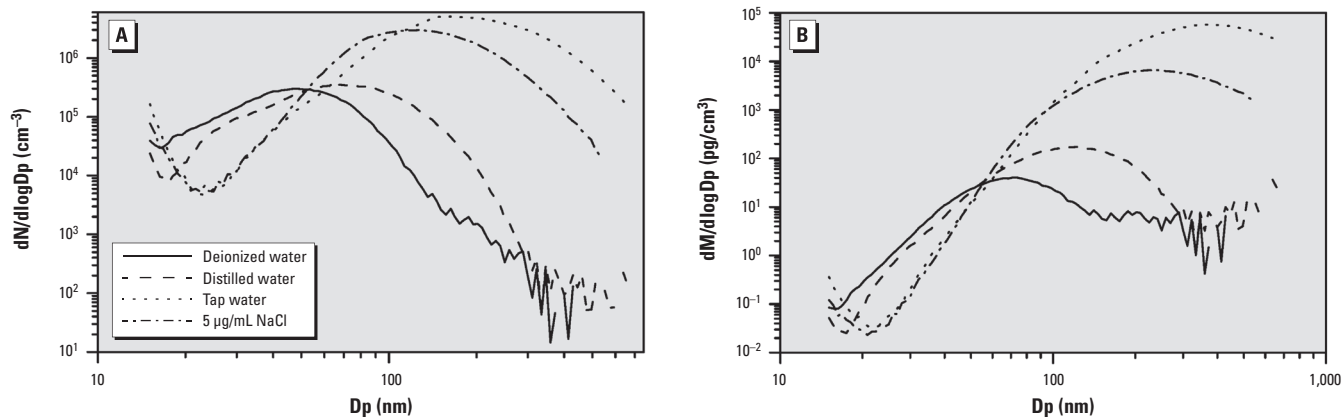 A
dN/dlogDp (cm–3)
106
105
104
103
102
101
Deionized water
Distilled water
Tap water
5 µg/mL NaCl
10
100
Dp (nm)
B
dM/dlogDp (pg/cm3)
105
104
103
102
101
100
10–1
10–2
10
100
1,000
Dp (nm)